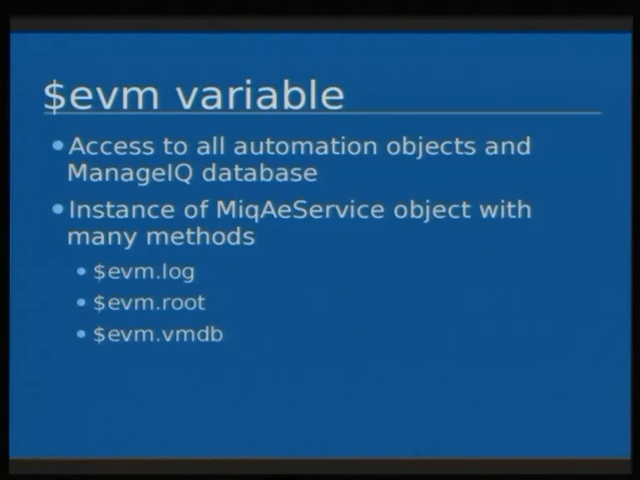 $evm variable
•Access to all automation objects and
ManageIQ database
•Instance of MiqAeService object with
many methods
• $evm.log
• $evm.root
• $evm.vmdb